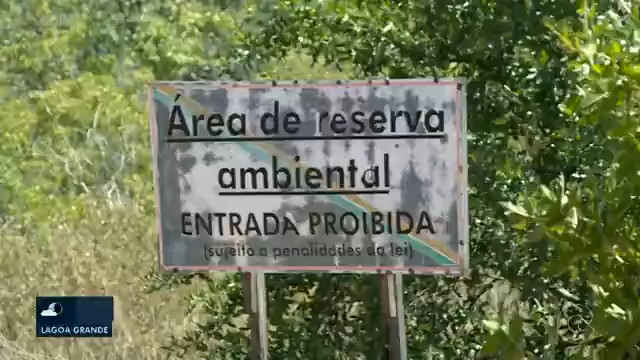 Área de reserva
ambiental
ENTRADA PROIBIDA
(sujeito a penalidades da lei)
LAGOA GRANDE